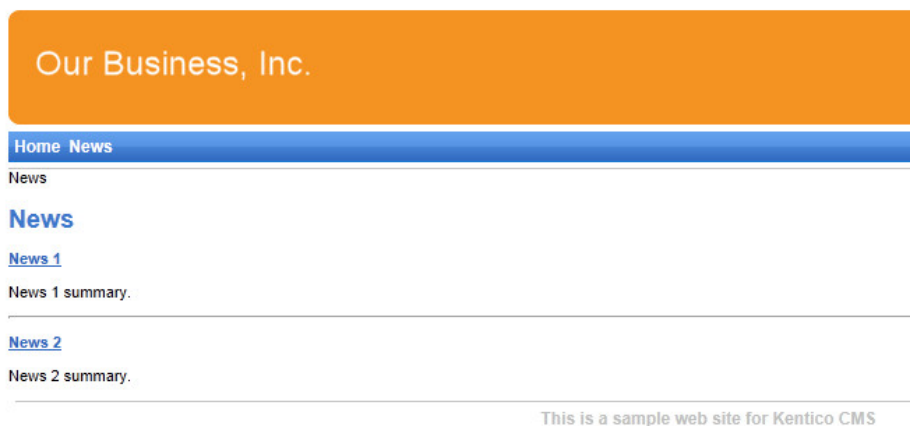 Our Business, Inc.
Home News
News
News
News 1
News 1 summary.
News 2
News 2 summary.
This is a sample web site for Kentico CMS